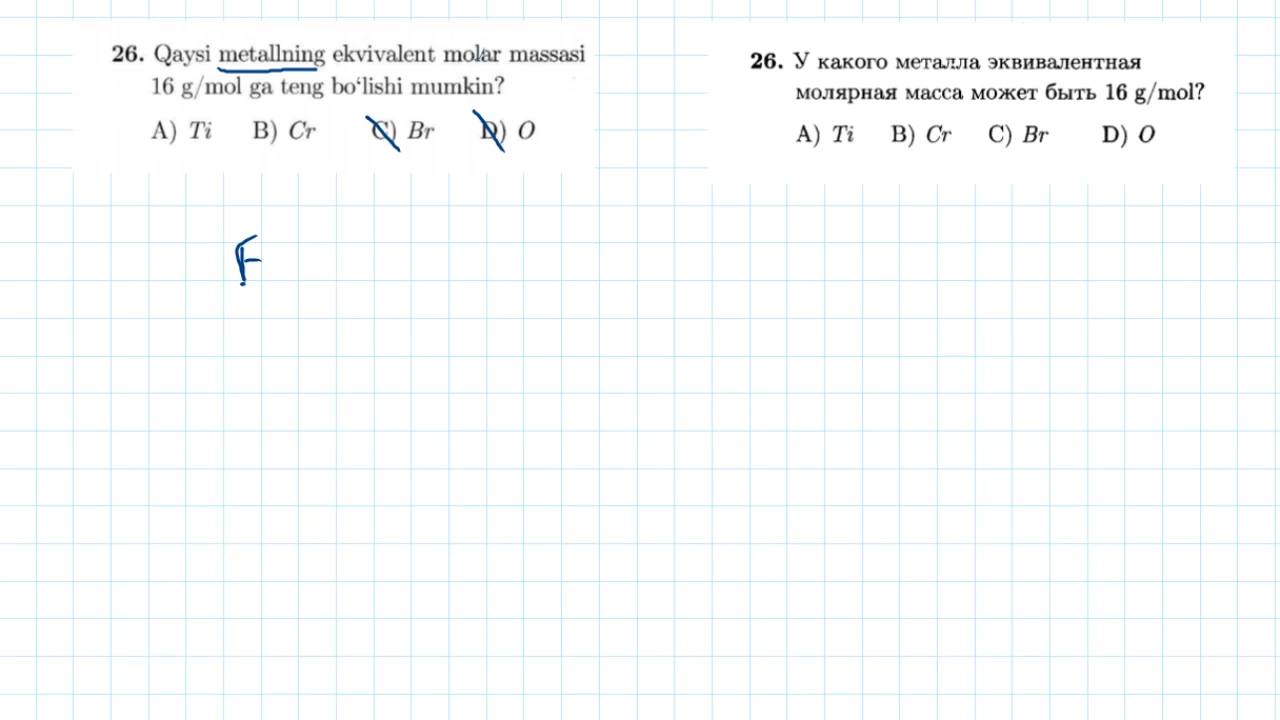 26. Qaysi metallning ekvivalent molar massasi
16 g/mol ga teng bo‘lishi mumkin?
A) Ti B) Cr C) Br D) O
F
26. У какого металла эквивалентная
молярная масса может быть 16 g/mol?
A) Ti B) Cr C) Br D) O